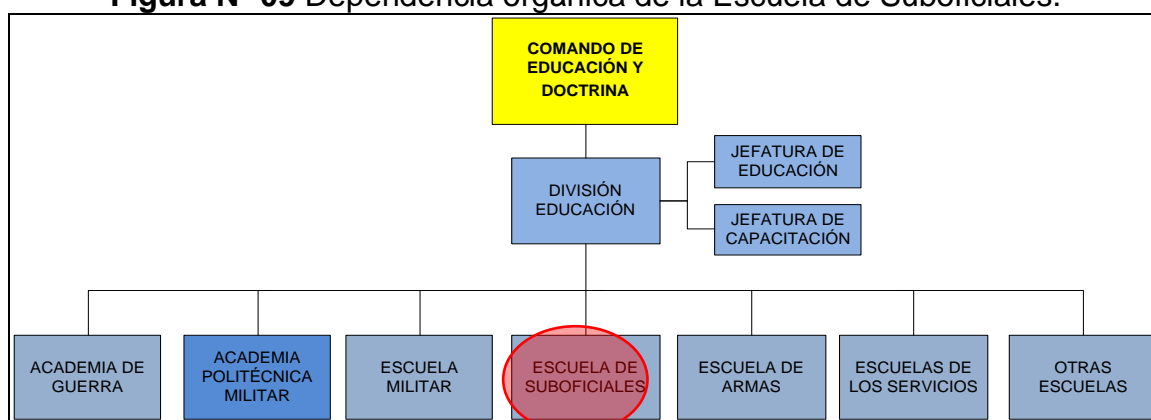 Figura N° 09 Dependencia orgánica de la Escuela de Suboficiales.
COMANDO DE
EDUCACIÓN Y
DOCTRINA
JEFATURA DE
EDUCACIÓN
DIVISIÓN
EDUCACIÓN
JEFATURA DE
CAPACITACIÓN
ACADEMIA DE
GUERRA
ACADEMIA
POLITÉCNICA
MILITAR
ESCUELA
MILITAR
ESCUELA DE
SUBOFICIALES
ESCUELA DE
ARMAS
ESCUELAS DE
LOS SERVICIOS
OTRAS
ESCUELAS